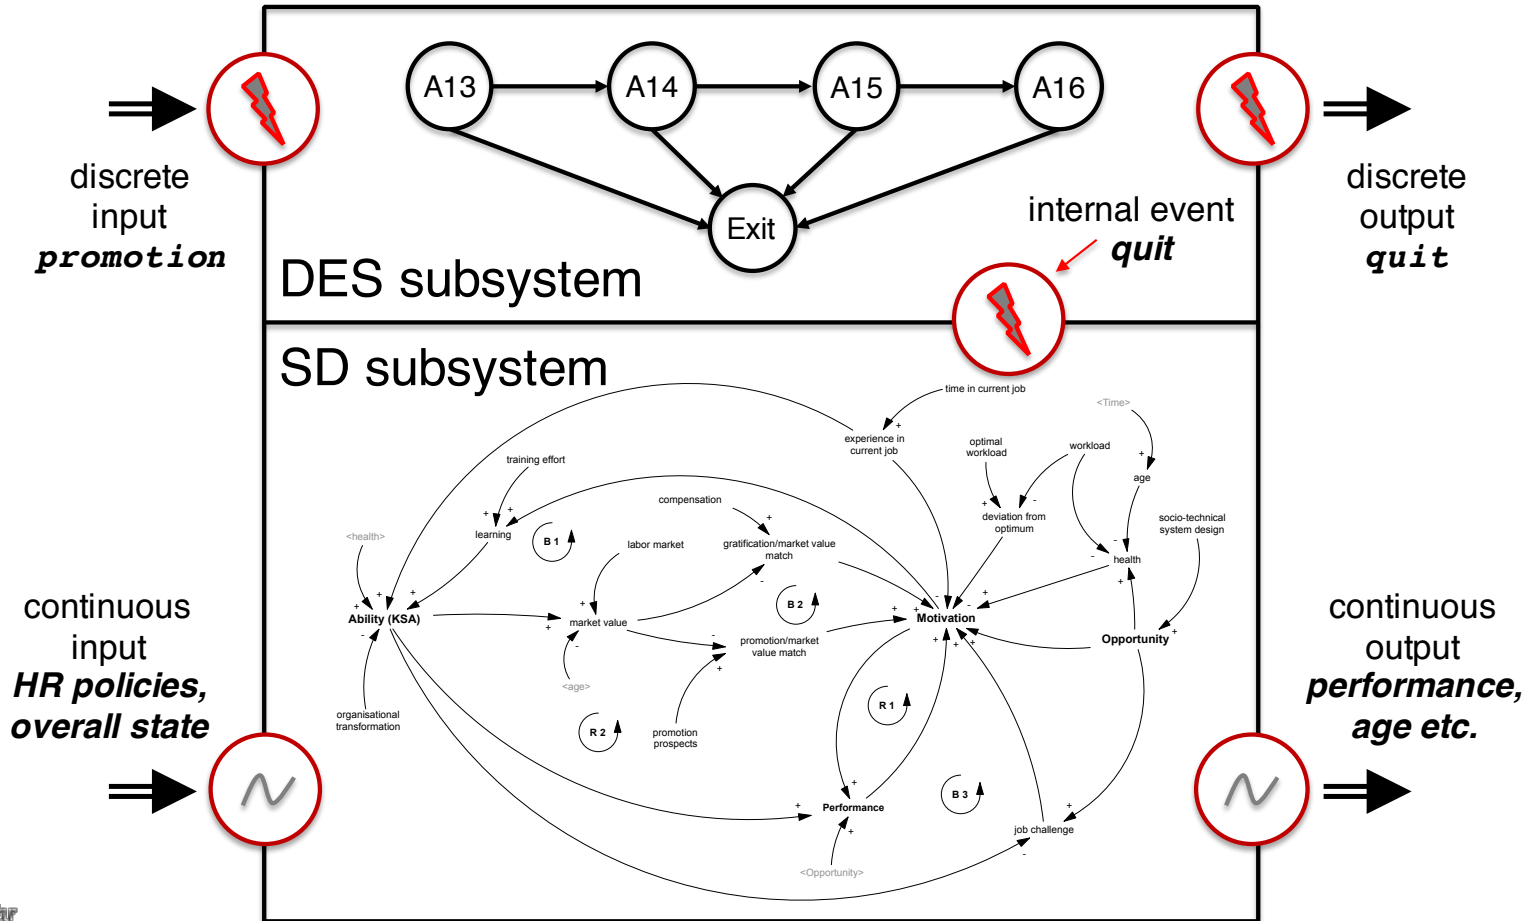 A13
A14
A15
A16
Exit
discrete
input
promotion
discrete
output
quit
internal event
quit
DES subsystem
SD subsystem
time in current job
<Time>
experience in
current job
optimal
workload
workload
training effort
+
+
age
compensation
+
-
+
+
+
deviation from
optimum
socio-technical
system design
<health>
learning
B 1
labor market
gratification/market value
match
-
-
-
health
+
+
+
+
-
B 2
+
-
-
+
+
continuous
input
HR policies,
overall state
Ability (KSA)
-
+
market value
-
-
+
promotion/market
value match
+
+
Motivation
+
+
+
Opportunity
+
continuous
output
performance,
age etc.
<age>
organisational
transformation
R 2
promotion
prospects
R 1
+
+
Performance
+
B 3
+
job challenge
-
<Opportunity>